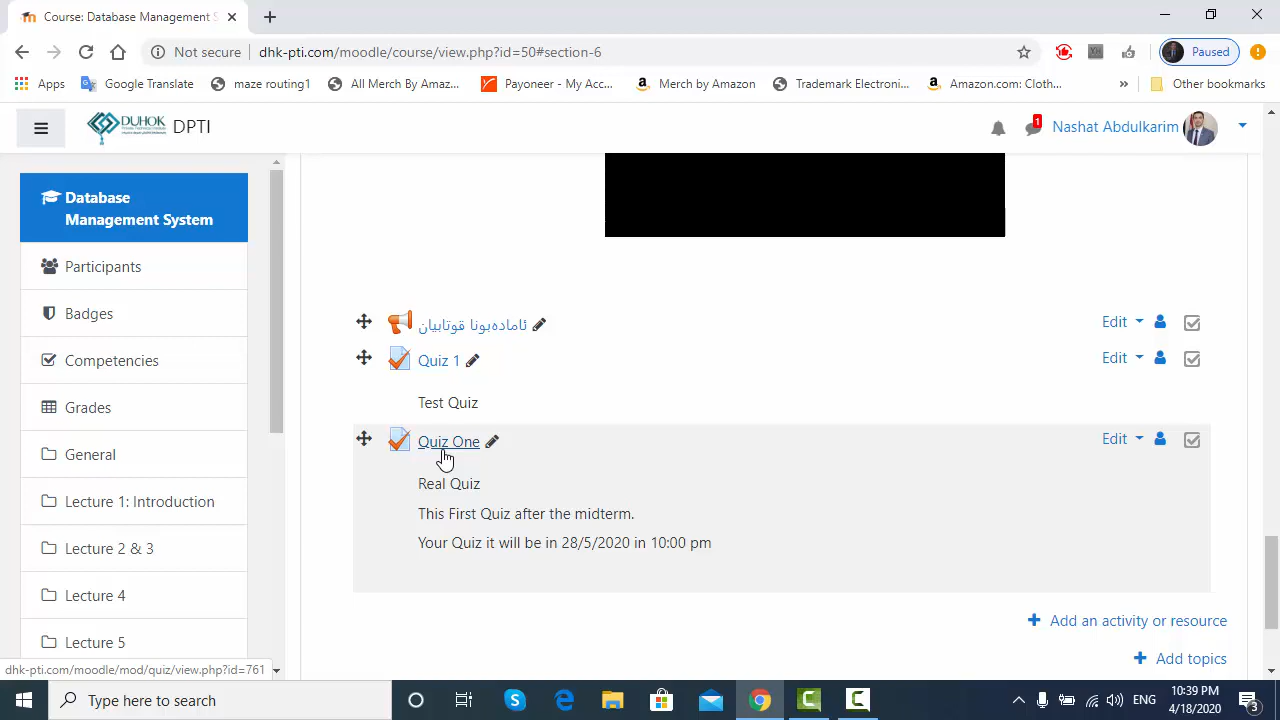 Course: Database Management S
Not secure
dhk-pti.com/moodle/course/view.php?id=50#section-6
Paused
Apps
Google Translate
maze routing1
All Merch By Amaz...
Payoneer - My Acc...
Merch by Amazon
Trademark Electroni...
Amazon.com: Cloth...
»
Other bookmarks
DUHOK
DPTI
1
Nashat Abdulkarim
Database
Management System
Participants
Badges
Competencies
Grades
General
Lecture 1: Introduction
Lecture 2 & 3
Lecture 4
Lecture 5
ئامادەبونا قوتابیان
Edit
Quiz 1
Edit
Test Quiz
Quiz One
Edit
Real Quiz
This First Quiz after the midterm.
Your Quiz it will be in 28/5/2020 in 10:00 pm
Add an activity or resource
Add topics
dhk-pti.com/moodle/mod/quiz/view.php?id=761
Type here to search
ENG
10:39 PM
4/18/2020
3